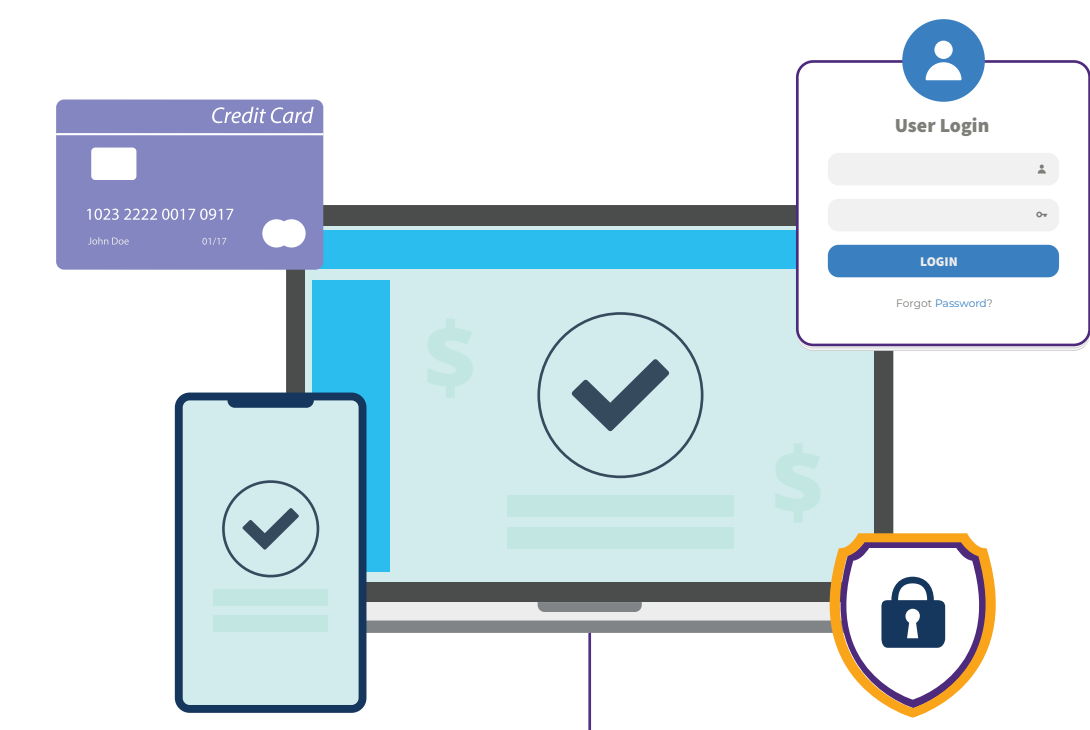 Credit Card
1023 2222 0017 0917
John Doe 01/17
User Login
LOGIN
Forgot Password?
$
$